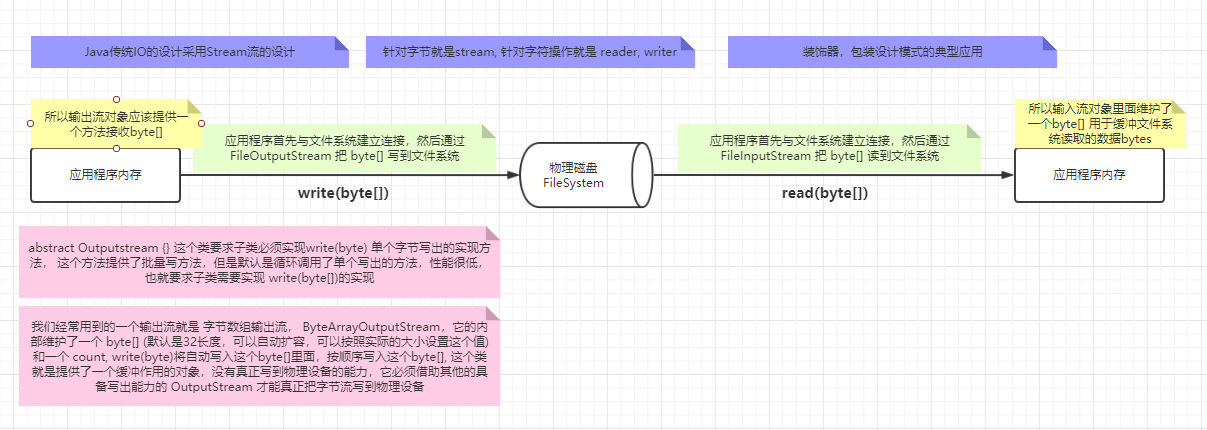 Java传统IO的设计采用Stream流的设计
针对字节就是stream, 针对字符操作就是 reader, writer
装饰器，包装设计模式的典型应用
所以输出流对象应该提供一
个方法接收byte[]
应用程序首先与文件系统建立连接，然后通过
FileOutputStream 把 byte[] 写到文件系统
应用程序首先与文件系统建立连接，然后通过
FileInputStream 把 byte[] 读到文件系统
所以输入流对象里面维护了
一个byte[] 用于缓冲文件系
统读取的数据bytes
应用程序内存
write(byte[])
物理磁盘
FileSystem
read(byte[])
应用程序内存
abstract Outputstream {} 这个类要求子类必须实现write(byte) 单个字节写出的实现方
法， 这个方法提供了批量写方法，但是默认是循环调用了单个写出的方法，性能很低，
也就要求子类需要实现 write(byte[])的实现
我们经常用到的一个输出流就是 字节数组输出流， ByteArrayOutputStream，它的内
部维护了一个 byte[] (默认是32长度，可以自动扩容，可以按照实际的大小设置这个值)
和一个 count, write(byte)将自动写入这个byte[]里面，按顺序写入这个byte[], 这个类
就是提供了一个缓冲作用的对象，没有真正写到物理设备的能力，它必须借助其他的具
备写出能力的 OutputStream 才能真正把字节流写到物理设备